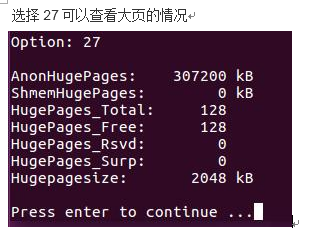 选择 27 可以查看大页的情况
Option: 27
AnonHugePages: 307200 kB
ShmemHugePages: 0 kB
HugePages_Total: 128
HugePages_Free: 128
HugePages_Rsvd: 0
HugePages_Surp: 0
Hugepagesize: 2048 kB
Press enter to continue ...